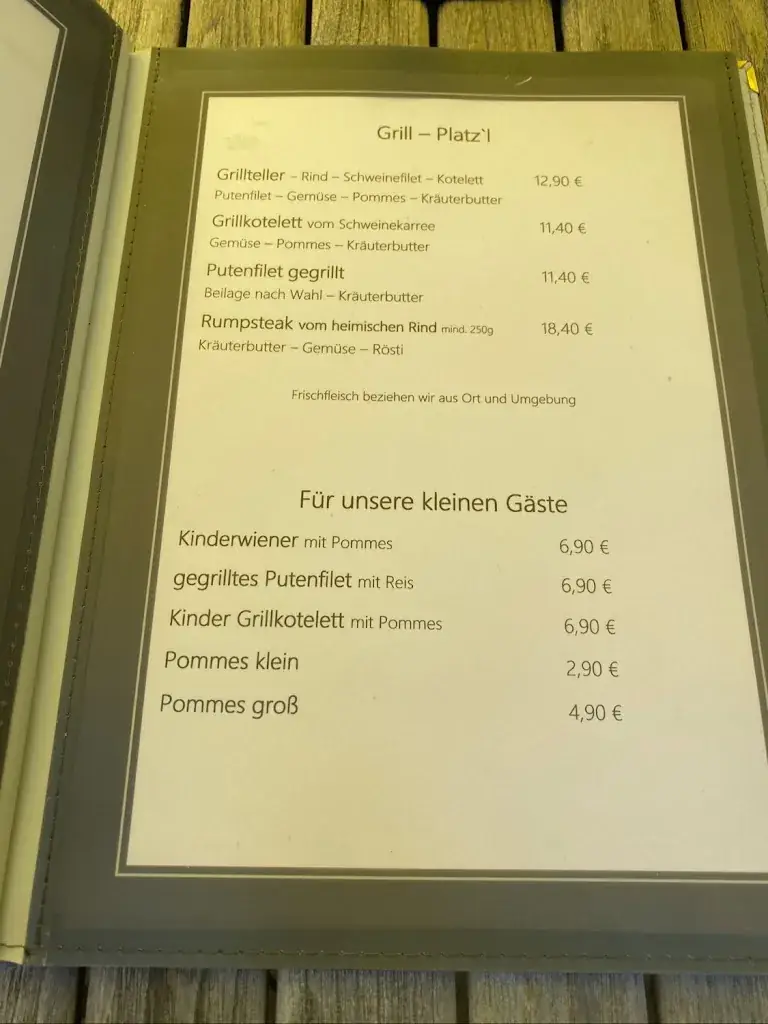 Grill – Platz`l
Grillteller – Rind – Schweinefilet – Kotelett 12,90 €
Putenfilet – Gemüse – Pommes – Kräuterbutter
Grillkotelett vom Schweinekarree 11,40 €
Gemüse – Pommes – Kräuterbutter
Putenfilet gegrillt 11,40 €
Beilage nach Wahl – Kräuterbutter
Rumpsteak vom heimischen Rind mind. 250g 18,40 €
Kräuterbutter – Gemüse – Rösti
Frischfleisch beziehen wir aus Ort und Umgebung
Für unsere kleinen Gäste
Kinderwiener mit Pommes 6,90 €
gegrilltes Putenfilet mit Reis 6,90 €
Kinder Grillkotelett mit Pommes 6,90 €
Pommes klein 2,90 €
Pommes groß 4,90 €